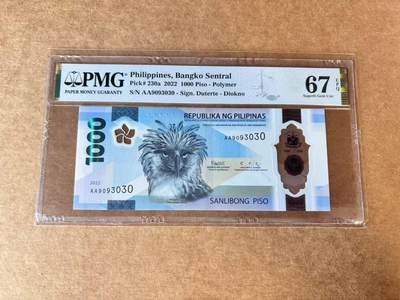 PMG
PAPER MONEY GUARANTY
Philippines, Bangko Sentral
Pick# 230a 2022 1000 Piso - Polymer
S/N AA9093030 - Sign. Duterte - Diokno
67 EPQ
Superb Gem Unc
1000
REPUBLIKA NG PILIPINAS
AA9093030
2022
AA9093030
SANLIBONG PISO